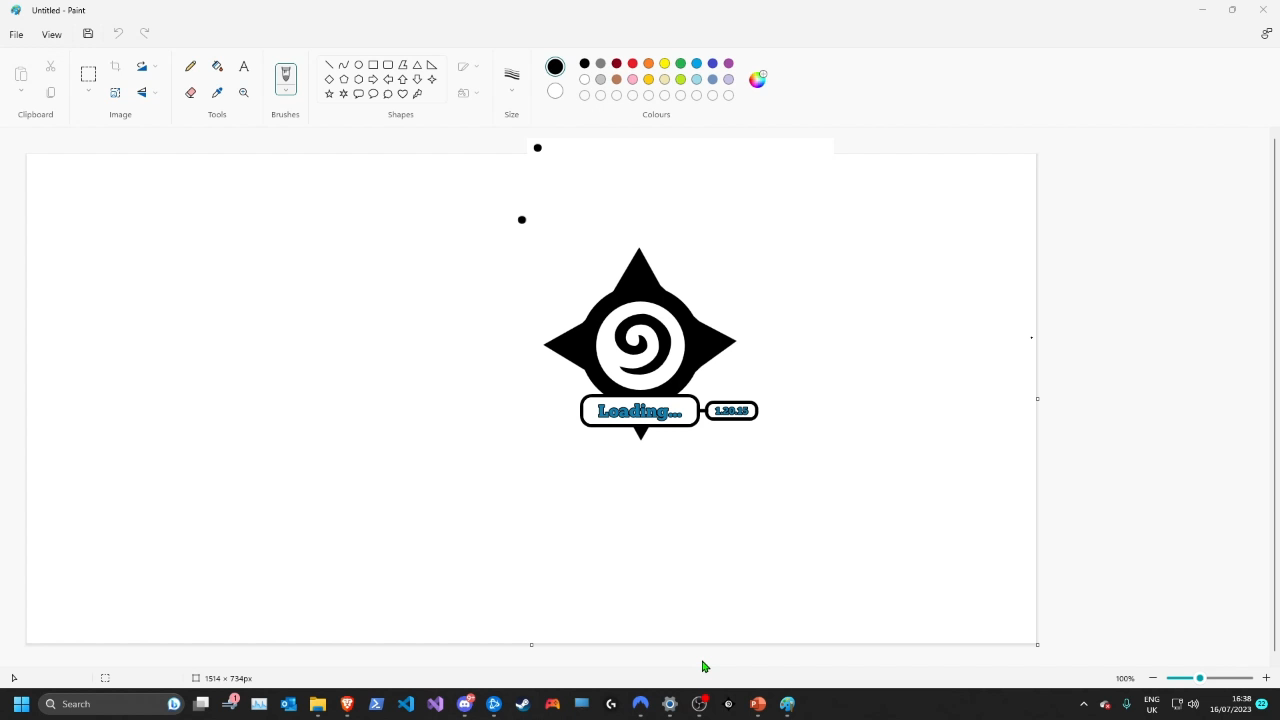 Untitled - Paint
File View
Clipboard Image Tools Brushes Shapes Size Colours
Loading... 1.20.15
1514 × 734px 100%
Search
ENG
UK
16:38
16/07/2023
22